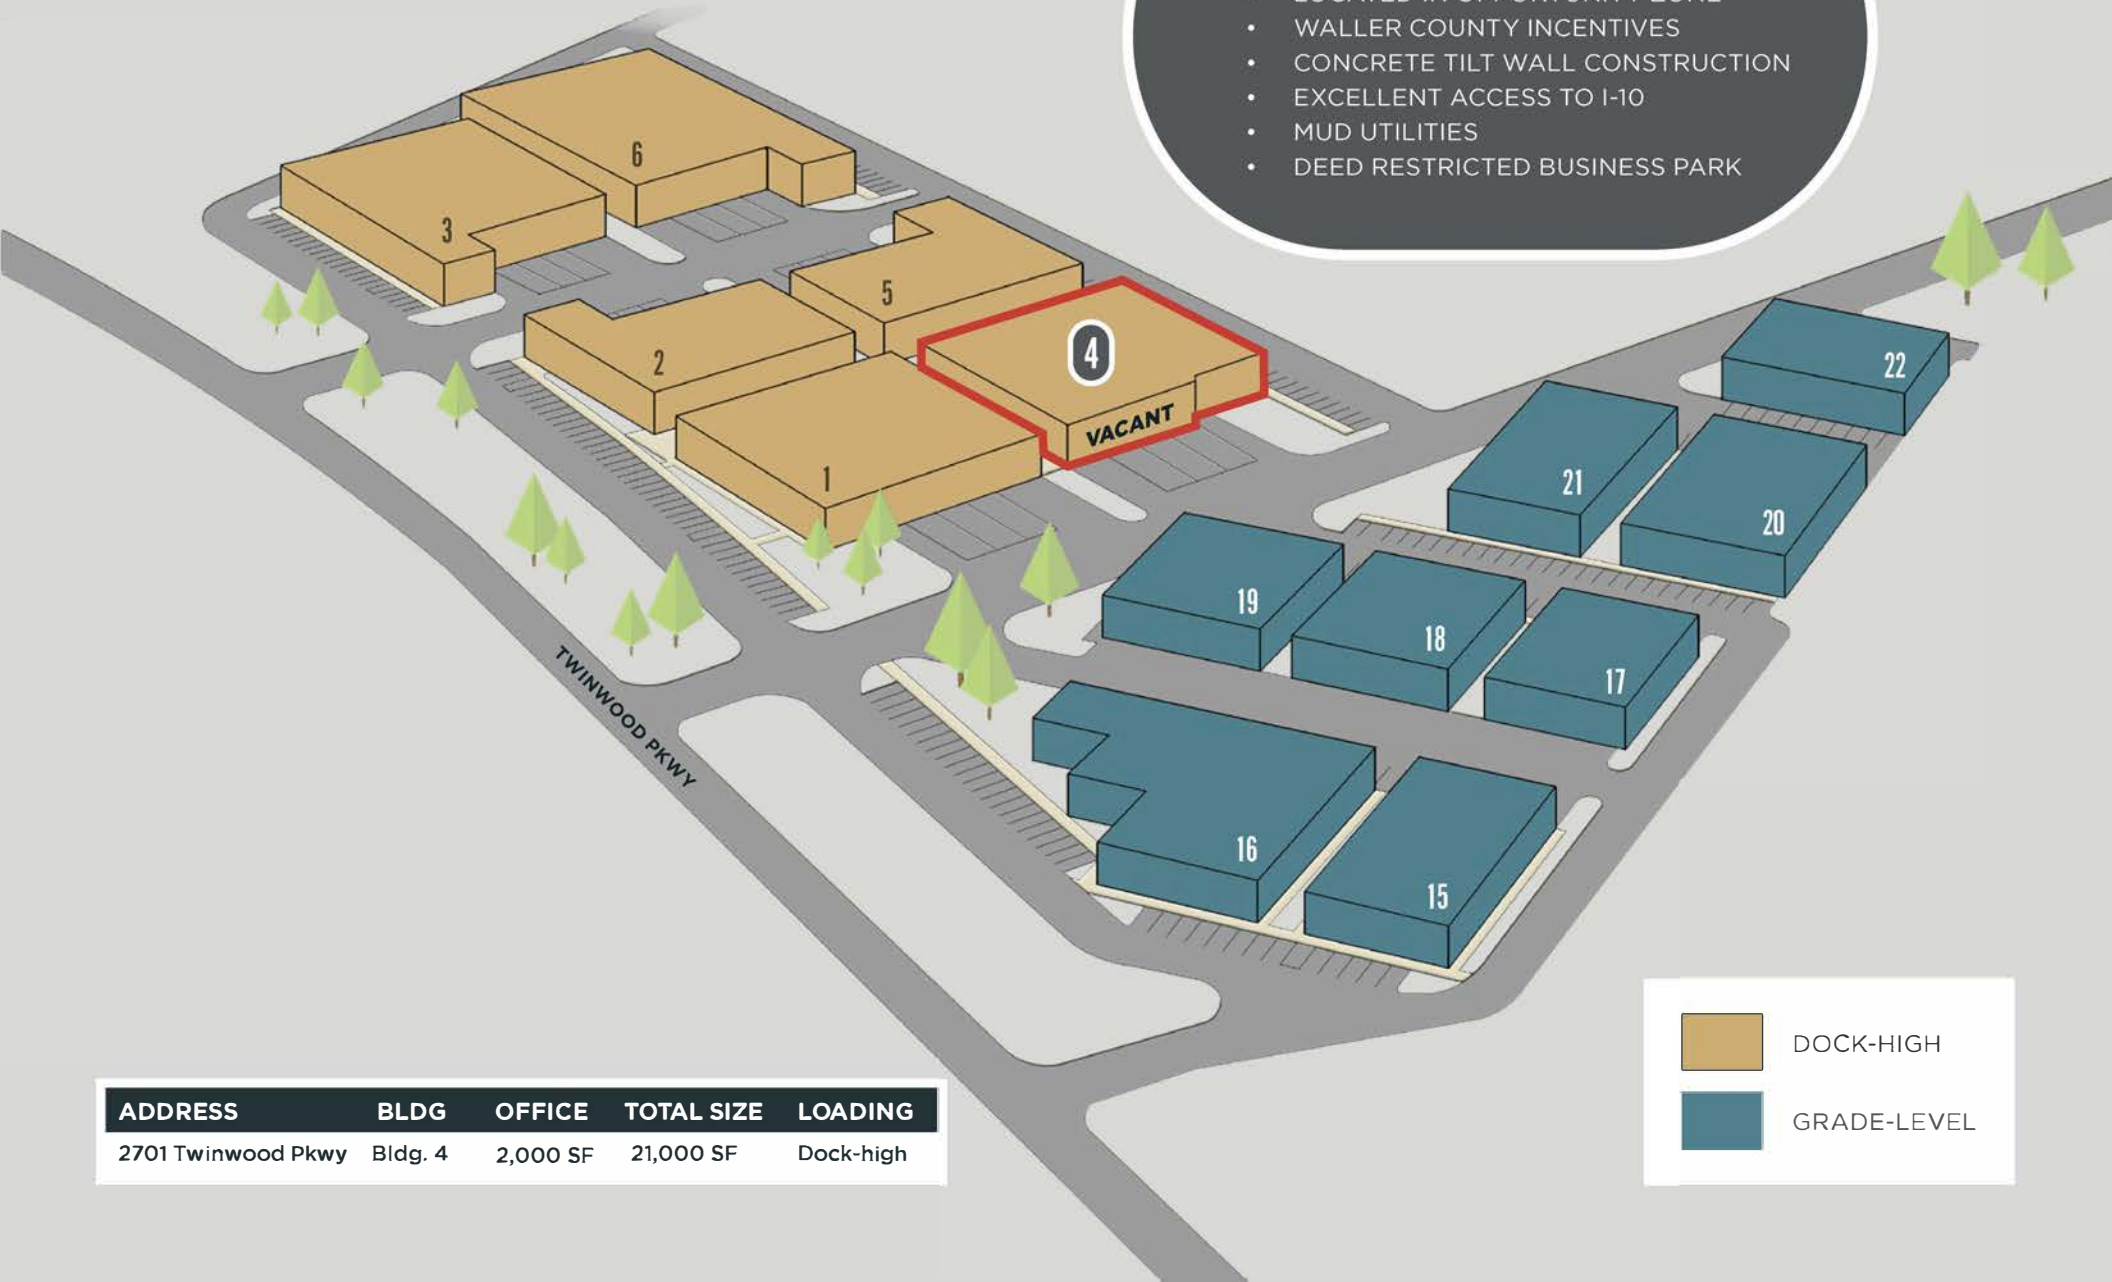 • WALLER COUNTY INCENTIVES
• CONCRETE TILT WALL CONSTRUCTION
• EXCELLENT ACCESS TO I-10
• MUD UTILITIES
• DEED RESTRICTED BUSINESS PARK
6
3
5
2
4
VACANT
1
22
21
20
19
18
17
16
15
TWINWOOD PKWY
ADDRESS BLDG OFFICE TOTAL SIZE LOADING
2701 Twinwood Pkwy Bldg. 4 2,000 SF 21,000 SF Dock-high
DOCK-HIGH
GRADE-LEVEL